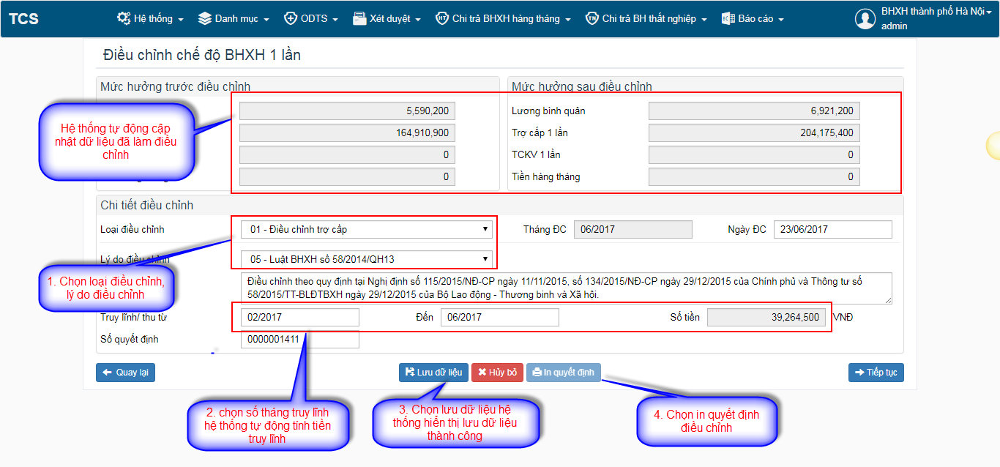 TCS
Hệ thống
Danh mục
ODTS
Xét duyệt
Chi trả BHXH hàng tháng
Chi trả BH thất nghiệp
Báo cáo
BHXH thành phố Hà Nội
admin
Điều chỉnh chế độ BHXH 1 lần
Mức hưởng trước điều chỉnh
Mức hưởng sau điều chỉnh
Hệ thống tự động cập
nhật dữ liệu đã làm điều
chỉnh
5,590,200
Lương bình quân
6,921,200
164,910,900
Trợ cấp 1 lần
204,175,400
0
TCKV 1 lần
0
0
Tiền hàng tháng
0
Chi tiết điều chỉnh
Loại điều chỉnh
01 - Điều chỉnh trợ cấp
Tháng ĐC
06/2017
Ngày ĐC
23/06/2017
Lý do điều chỉnh
05 - Luật BHXH số 58/2014/QH13
1. Chọn loại điều chỉnh,
lý do điều chỉnh
Điều chỉnh theo quy định tại Nghị định số 115/2015/NĐ-CP ngày 11/11/2015, số 134/2015/NĐ-CP ngày 29/12/2015 của Chính phủ và Thông tư số
58/2015/TT-BLĐTBXH ngày 29/12/2015 của Bộ Lao động - Thương binh và Xã hội.
Truy lĩnh/ thu từ
02/2017
Đến
06/2017
Số tiền
39,264,500
VNĐ
Số quyết định
0000001411
Quay lại
Lưu dữ liệu
Hủy bỏ
In quyết định
Tiếp tục
2. chọn số tháng truy lĩnh
hệ thống tự động tính tiền
truy lĩnh
3. Chọn lưu dữ liệu hệ
thống hiển thị lưu dữ liệu
thành công
4. Chọn in quyết định
điều chỉnh